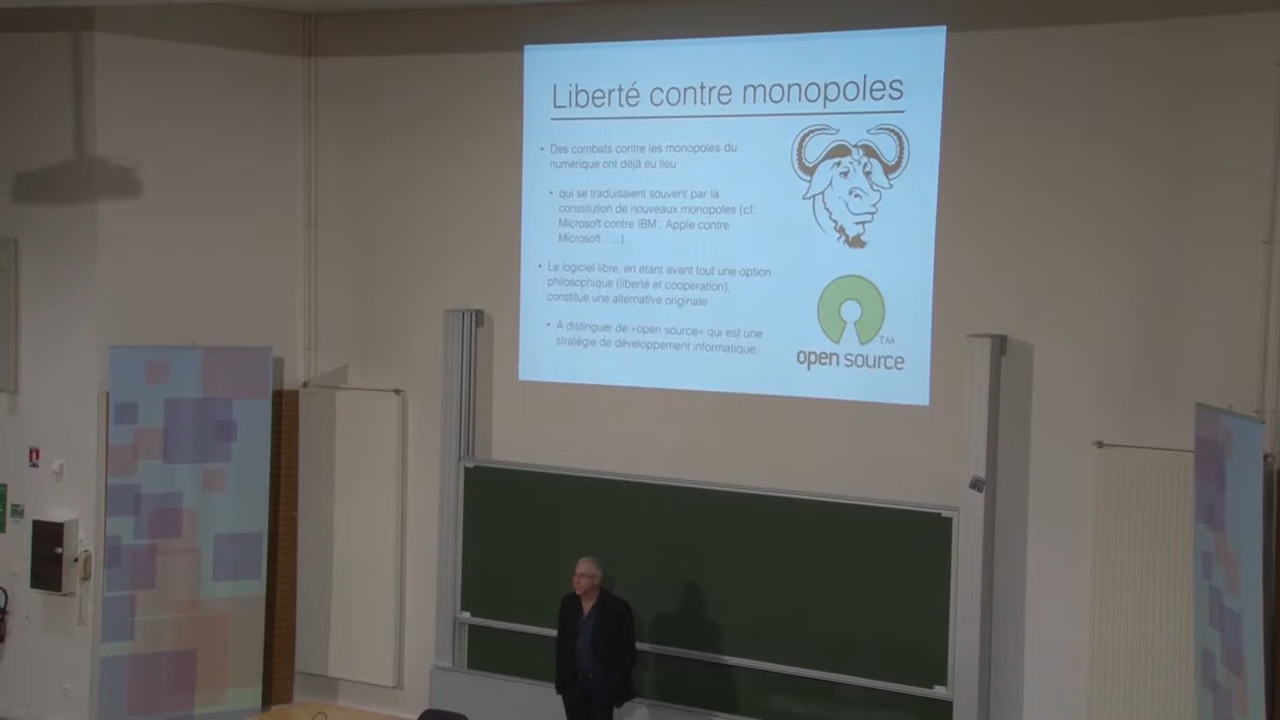 Liberté contre monopoles
• Des combats contre les monopoles du
numérique ont déjà eu lieu
• qui se traduisaient souvent par la
constitution de nouveaux monopoles (cf.
Microsoft contre IBM ; Apple contre
Microsoft ; …)
• Le logiciel libre, en étant avant tout une option
philosophique (liberté et coopération),
constitue une alternative originale
• A distinguer de «open source» qui est une
stratégie de développement informatique.
TM
open source